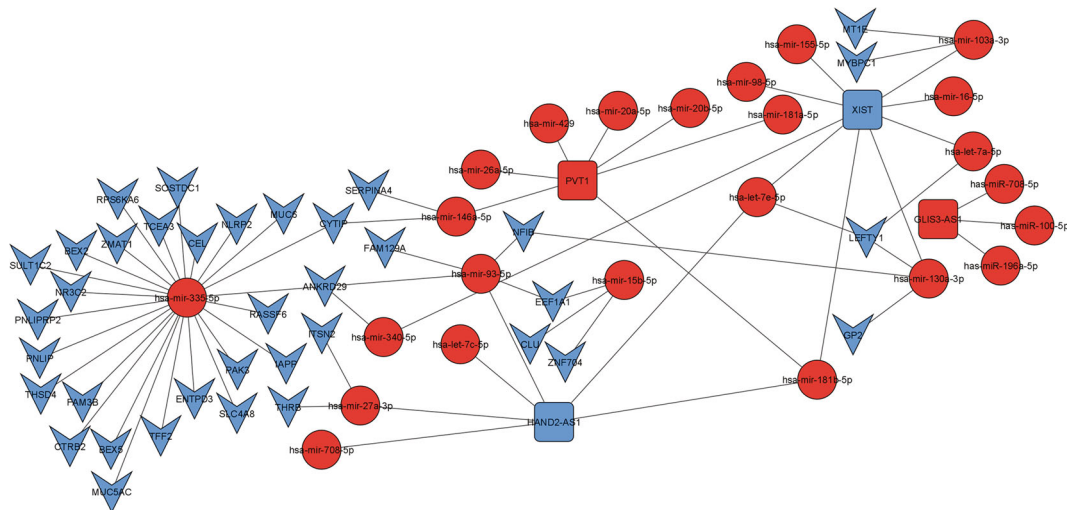 MT1E
hsa-mir-155-5p
hsa-mir-103a-3p
MYBPC1
hsa-mir-98-5p
hsa-mir-16-5p
hsa-mir-20a-5p
hsa-mir-20b-5p
XIST
hsa-mir-181a-5p
hsa-mir-429
hsa-let-7a-5p
hsa-mir-26a-5p
PVT1
has-miR-708-5p
SOSTDC1
SERPINA4
RPS6KA6
hsa-let-7e-5p
MUC6
hsa-mir-146a-5p
GLIS3-AS1
has-miR-100-5p
TCEA3
NLRP2
CYTIP
NFIB
LEFTY1
ZMAT1
CEL
BEX2
FAM129A
has-miR-196a-5p
SULT1C2
hsa-mir-93-5p
hsa-mir-15b-5p
hsa-mir-130a-3p
NR3C2
hsa-mir-335-5p
ANKRD29
EEF1A1
RASSF6
PNLIPRP2
ITSN2
hsa-mir-340-5p
GP2
hsa-let-7c-5p
CLU
PNLIP
PAK3
IAPP
ZNF704
hsa-mir-181b-5p
THSD4
FAM3B
ENTPD3
THRB
hsa-mir-27a-3p
SLC4A8
HAND2-AS1
CTRB2
BEX5
TFF2
hsa-mir-708-5p
MUC5AC